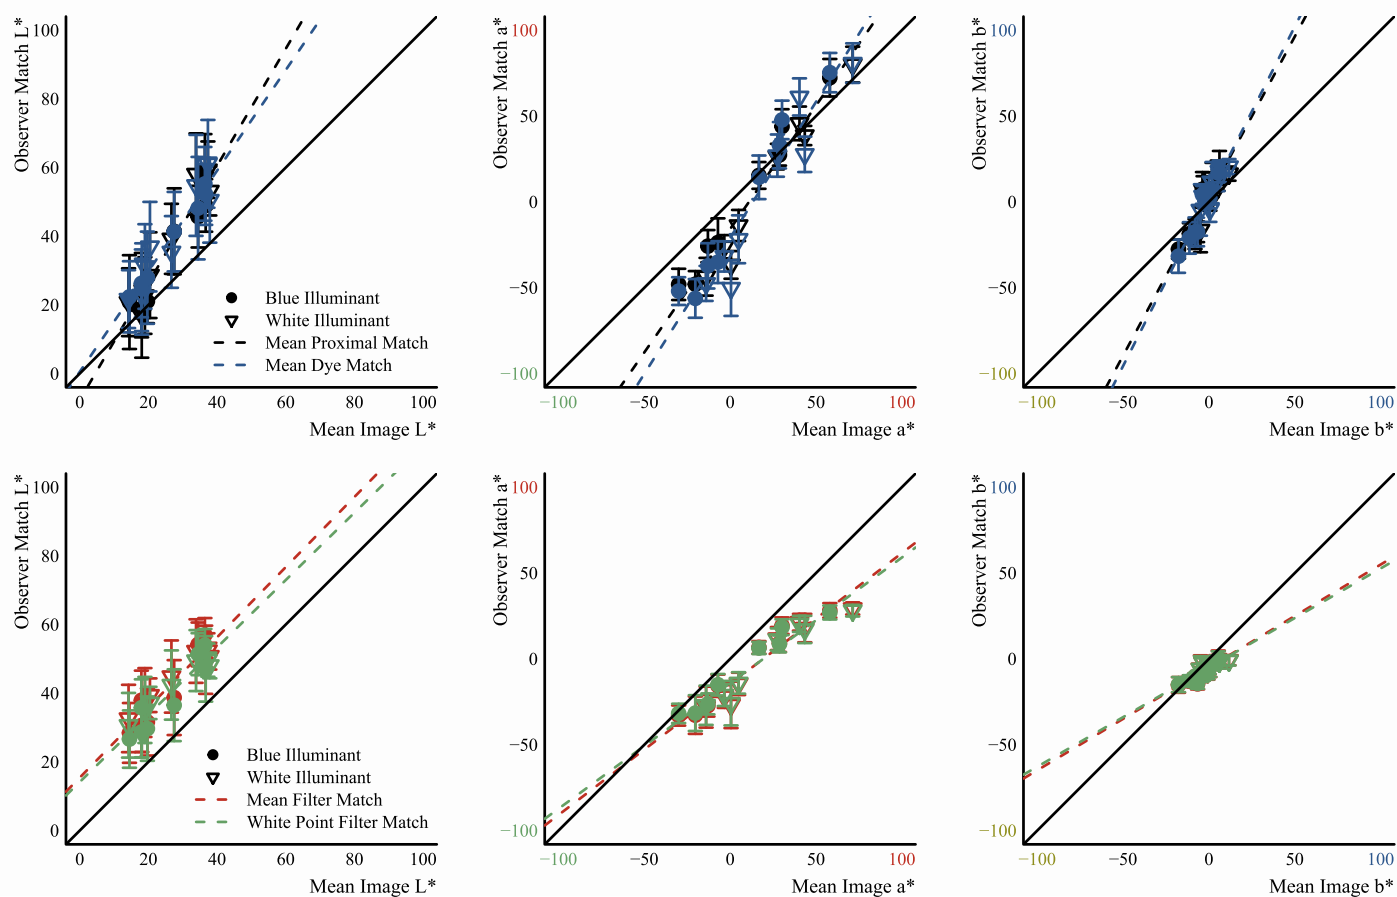 Observer Match L*
100
80
60
40
20
0
Blue Illuminant
White Illuminant
Mean Proximal Match
Mean Dye Match
0 20 40 60 80 100
Mean Image L*
Observer Match a*
100
50
0
−50
−100
−100 −50 0 50 100
Mean Image a*
Observer Match b*
100
50
0
−50
−100
−100 −50 0 50 100
Mean Image b*
Observer Match L*
100
80
60
40
20
0
Blue Illuminant
White Illuminant
Mean Filter Match
White Point Filter Match
0 20 40 60 80 100
Mean Image L*
Observer Match a*
100
50
0
−50
−100
−100 −50 0 50 100
Mean Image a*
Observer Match b*
100
50
0
−50
−100
−100 −50 0 50 100
Mean Image b*